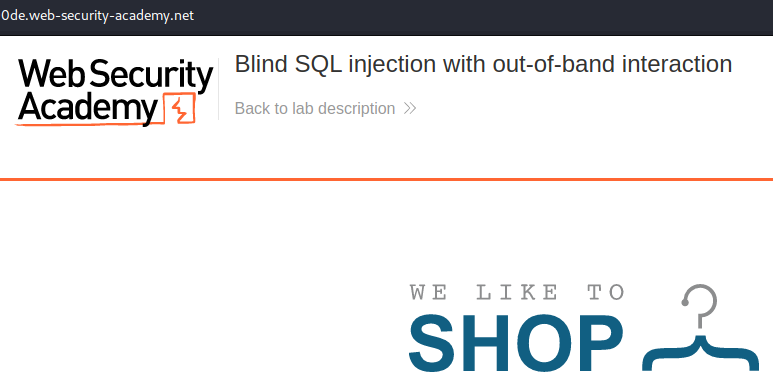 0de.web-security-academy.net
Web Security
Academy
Blind SQL injection with out-of-band interaction
Back to lab description
WE LIKE TO
SHOP